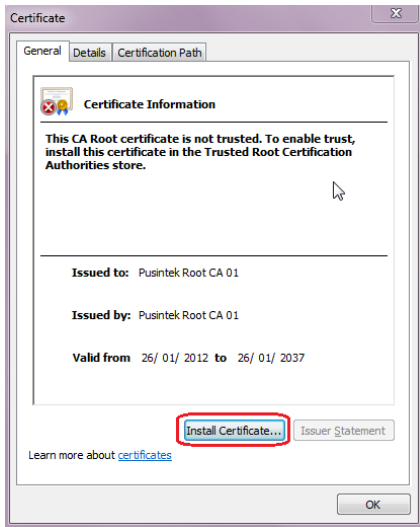 Certificate
General Details Certification Path
Certificate Information
This CA Root certificate is not trusted. To enable trust,
install this certificate in the Trusted Root Certification
Authorities store.
Issued to: Pusintek Root CA 01
Issued by: Pusintek Root CA 01
Valid from 26/ 01/ 2012 to 26/ 01/ 2037
Install Certificate... Issuer Statement
Learn more about certificates
OK